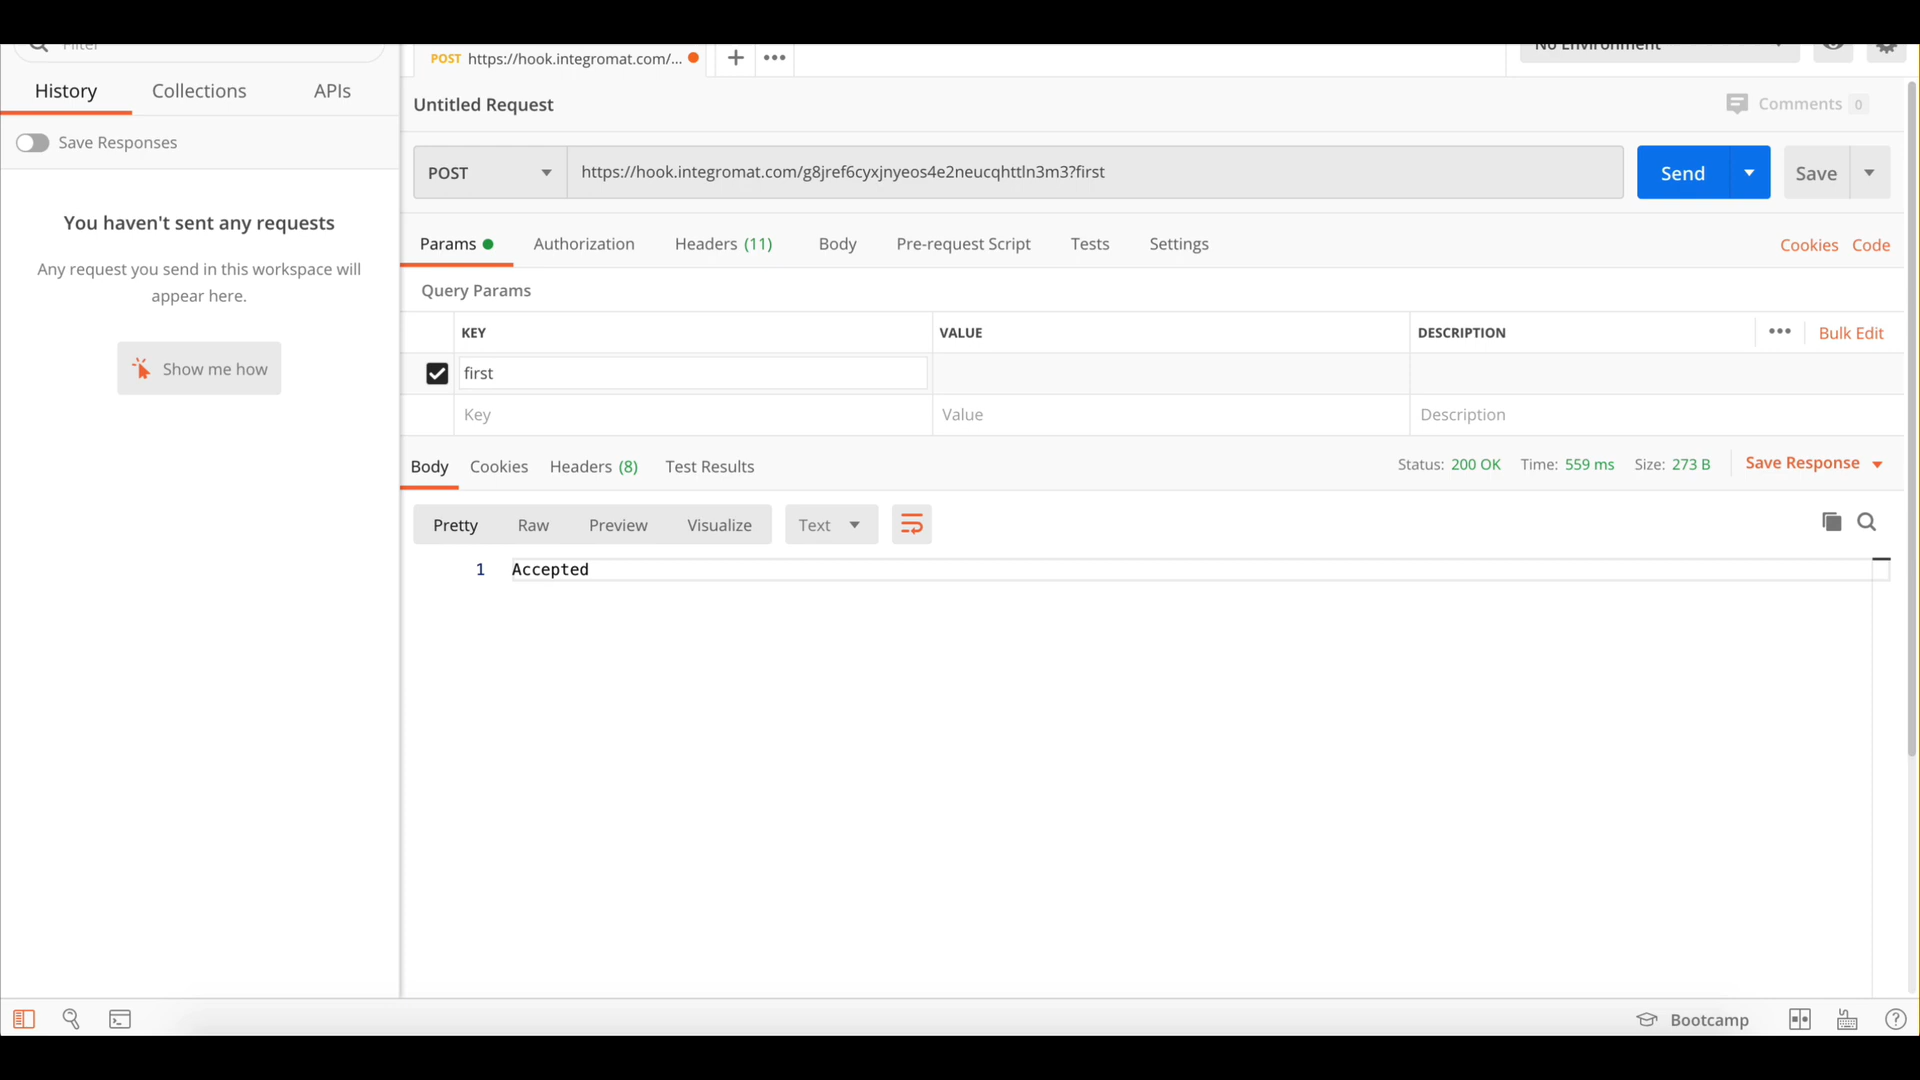 Filter
History Collections APIs
Save Responses
You haven't sent any requests
Any request you send in this workspace will
appear here.
Show me how
POST https://hook.integromat.com/... + •••
No Environment
Untitled Request
Comments 0
POST https://hook.integromat.com/g8jref6cyxjnyeos4e2neucqhttln3m3?first Send Save
Params Authorization Headers (11) Body Pre-request Script Tests Settings Cookies Code
Query Params
KEY VALUE DESCRIPTION ••• Bulk Edit
first
Key Value Description
Body Cookies Headers (8) Test Results Status: 200 OK Time: 559 ms Size: 273 B Save Response
Pretty Raw Preview Visualize Text
1 Accepted
Bootcamp ?